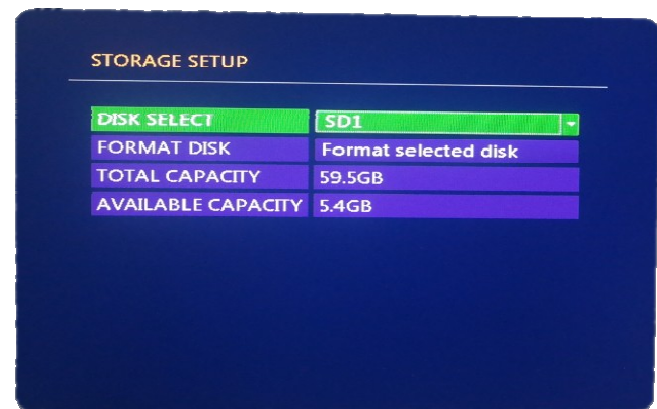 STORAGE SETUP
DISK SELECT SD1
FORMAT DISK Format selected disk
TOTAL CAPACITY 59.5GB
AVAILABLE CAPACITY 5.4GB